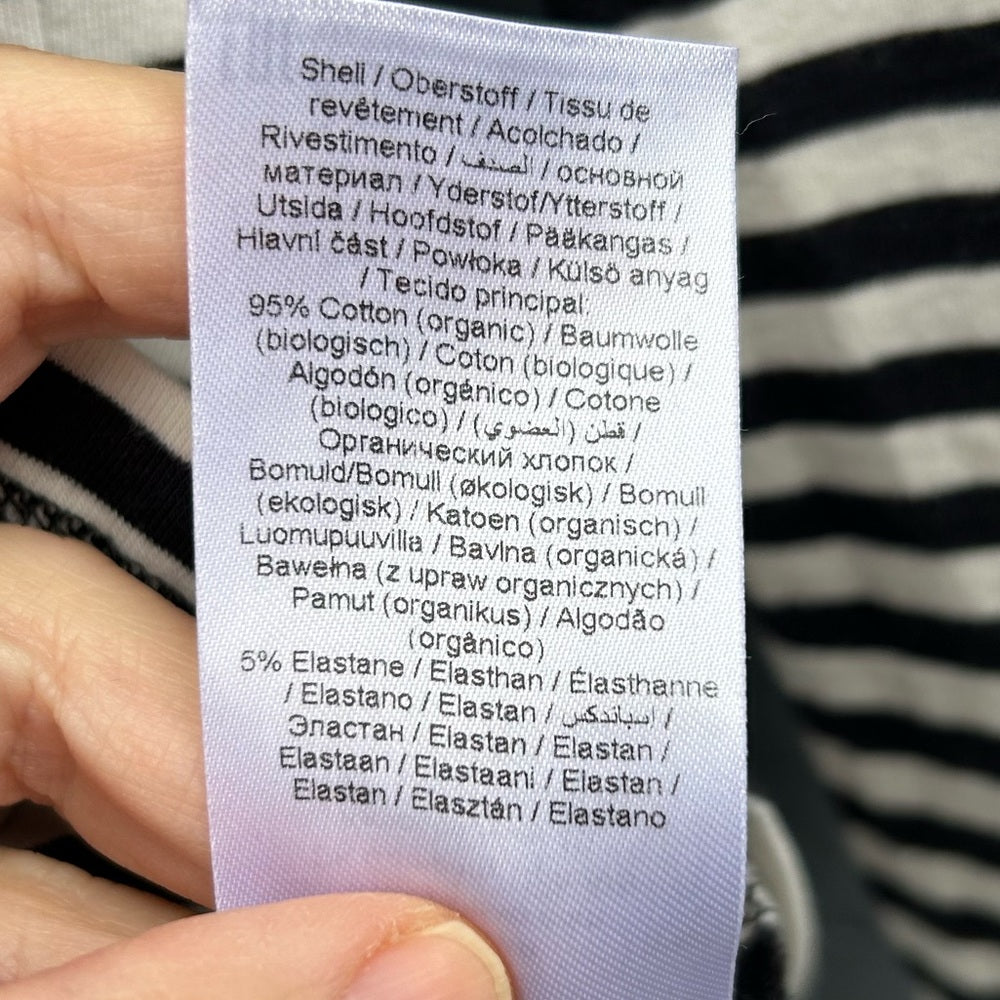 Shell / Oberstoff / Tissu de
revêtement / Acolchado /
Rivestimento / الصدف / основной
материал / Yderstof/Ytterstoff /
Utsida / Hoofdstof / Pääkangas /
Hlavní část / Powłoka / Külsö anyag
/ Tecido principal:
95% Cotton (organic) / Baumwolle
(biologisch) / Coton (biologique) /
Algodón (orgánico) / Cotone
(biologico) / قطن (العضوي) /
Органический хлопок /
Bomuld/Bomull (økologisk) / Bomull
(ekologisk) / Katoen (organisch) /
Luomupuuvilla / Bavlna (organická) /
Bawełna (z upraw organicznych) /
Pamut (organikus) / Algodão
(orgânico)
5% Elastane / Elasthan / Élasthanne
/ Elastano / Elastan / اسباندكس /
Эластан / Elastan / Elastan /
Elastaan / Elastaani / Elastan /
Elastan / Elasztán / Elastano